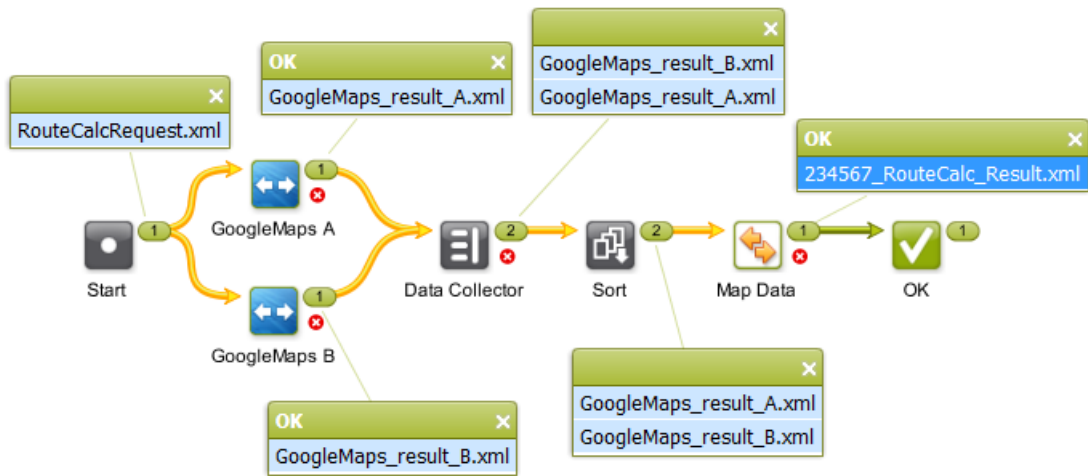 GoogleMaps_result_B.xml
OK
GoogleMaps_result_A.xml
GoogleMaps_result_A.xml
RouteCalcRequest.xml
OK
234567_RouteCalc_Result.xml
1
GoogleMaps A
1
2
2
1
1
Start
Data Collector
Sort
Map Data
OK
1
GoogleMaps B
GoogleMaps_result_A.xml
OK
GoogleMaps_result_B.xml
GoogleMaps_result_B.xml